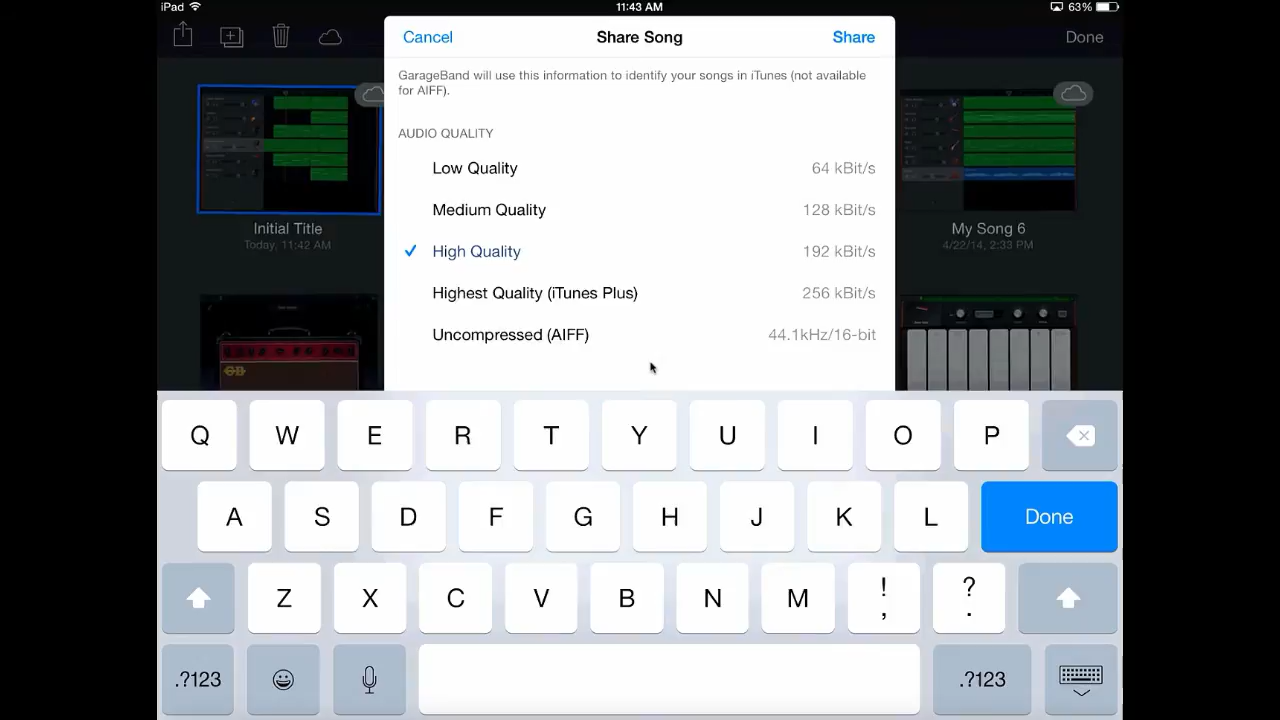 iPad 11:43 AM 63%
Cancel Share Song Share Done
GarageBand will use this information to identify your songs in iTunes (not available
for AIFF).
AUDIO QUALITY
Low Quality 64 kBit/s
Medium Quality 128 kBit/s
High Quality 192 kBit/s
Highest Quality (iTunes Plus) 256 kBit/s
Uncompressed (AIFF) 44.1kHz/16-bit
Initial Title
Today, 11:42 AM
My Song 6
4/22/14, 2:33 PM
GB
Q W E R T Y U I O P
A S D F G H J K L Done
Z X C V B N M ! , ? .
.?123 .?123